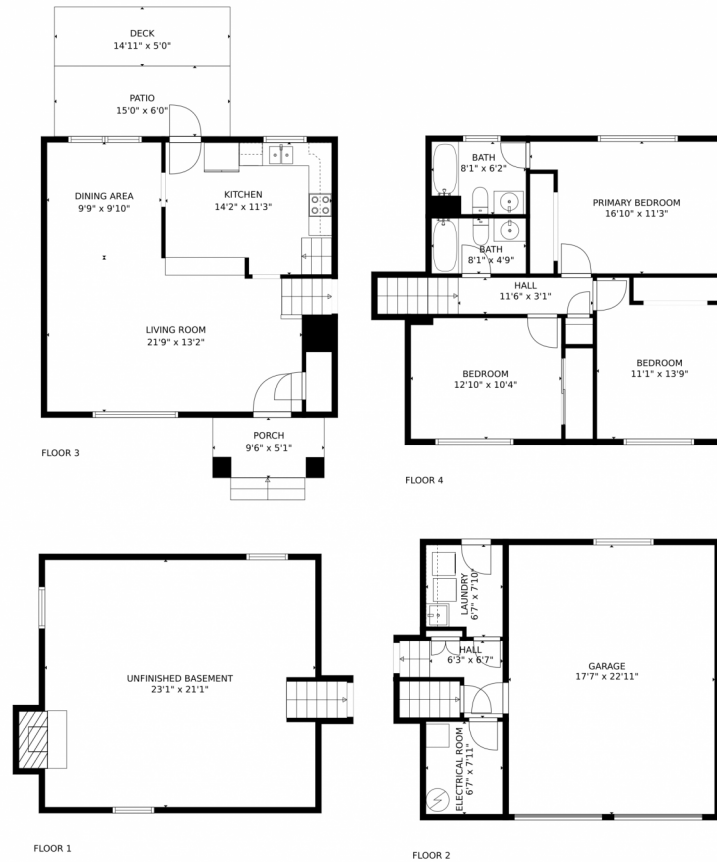 DECK
14'11" x 5'0"
PATIO
15'0" x 6'0"
DINING AREA
9'9" x 9'10"
KITCHEN
14'2" x 11'3"
LIVING ROOM
21'9" x 13'2"
PORCH
9'6" x 5'1"
FLOOR 3
BATH
8'1" x 6'2"
PRIMARY BEDROOM
16'10" x 11'3"
BATH
8'1" x 4'9"
HALL
11'6" x 3'1"
BEDROOM
12'10" x 10'4"
BEDROOM
11'1" x 13'9"
FLOOR 4
UNFINISHED BASEMENT
23'1" x 21'1"
FLOOR 1
LAUNDRY
6'7" x 7'10"
HALL
6'3" x 6'7"
GARAGE
17'7" x 22'11"
ELECTRICAL ROOM
6'7" x 7'11"
FLOOR 2